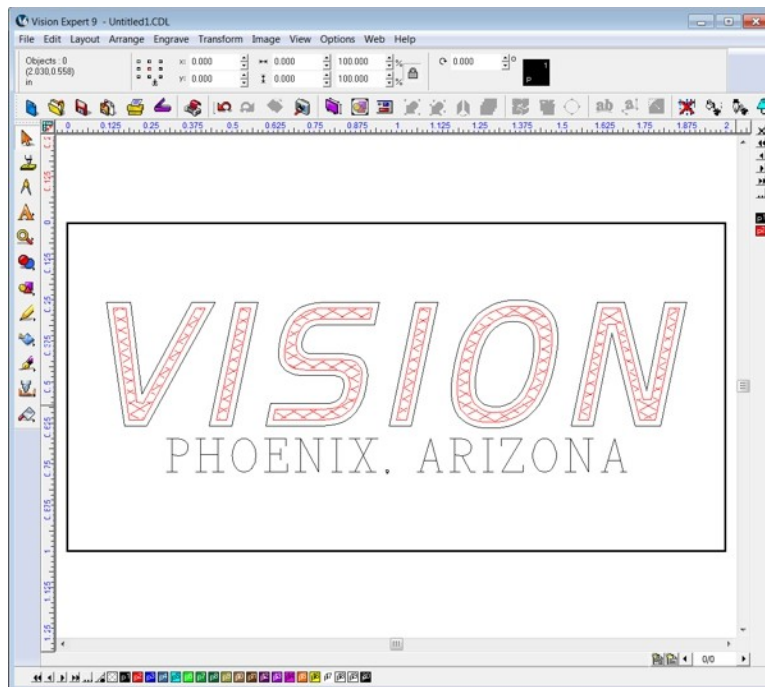 Vision Expert 9 - Untitled1.CDL
File Edit Layout Arrange Engrave Transform Image View Options Web Help
Objects : 0
(2.030,0.558)
in
x: 0.000 0.000 100.000 % 0.000 °
y: 0.000 0.000 100.000 %
1
p
ab a
0 0.125 0.25 0.375 0.5 0.625 0.75 0.875 1 1.125 1.25 1.375 1.5 1.625 1.75 1.875 2
VISION
PHOENIX, ARIZONA
0/0